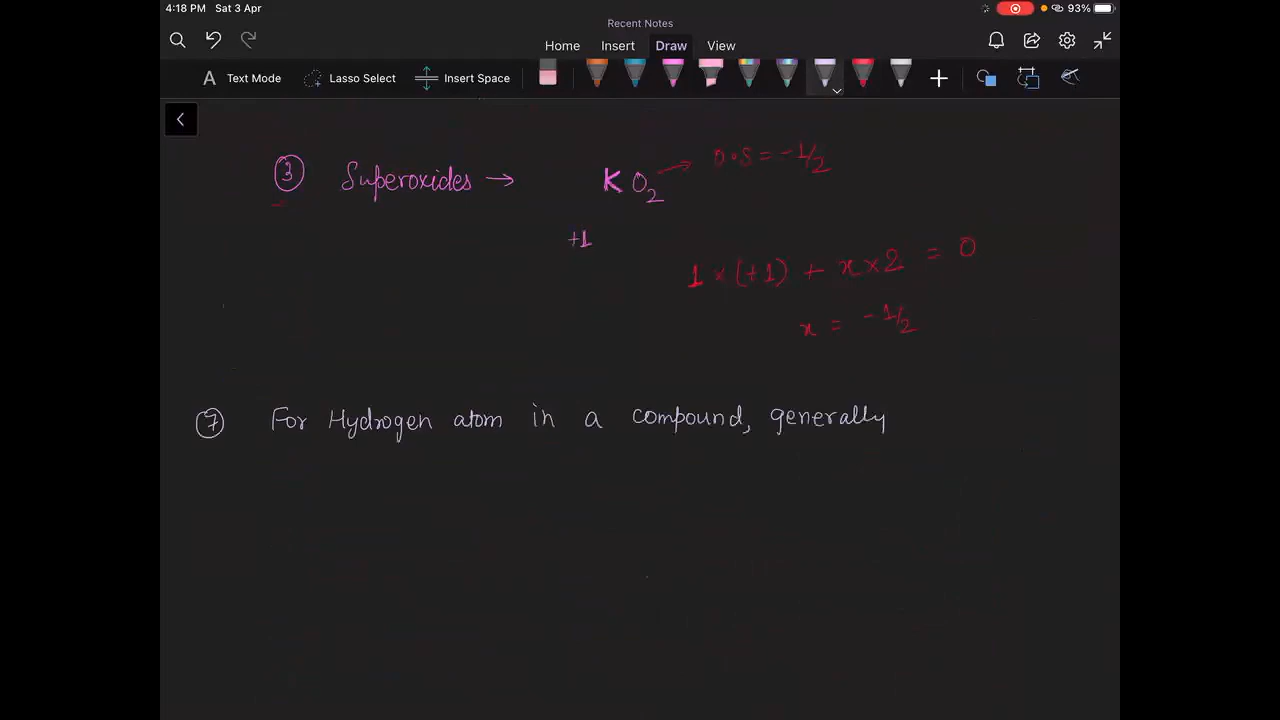 4:18 PM Sat 3 Apr
93%
Recent Notes
Home Insert Draw View
Text Mode Lasso Select Insert Space
③ Superoxides → KO₂ → O.S = -1/2
+1
1 × (+1) + x × 2 = 0
x = -1/2
⑦ For Hydrogen atom in a compound, generally